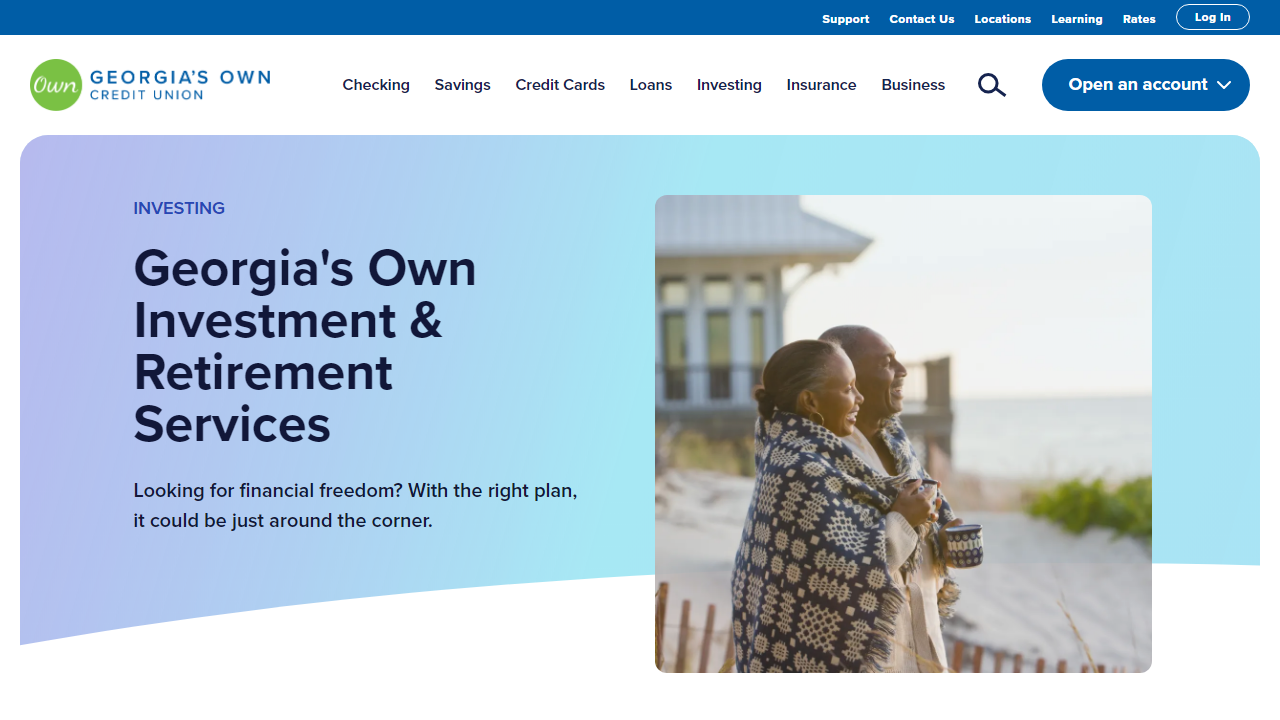 Support Contact Us Locations Learning Rates Log In
Own GEORGIA'S OWN
CREDIT UNION
Checking Savings Credit Cards Loans Investing Insurance Business Open an account
INVESTING
Georgia's Own
Investment &
Retirement
Services
Looking for financial freedom? With the right plan,
it could be just around the corner.